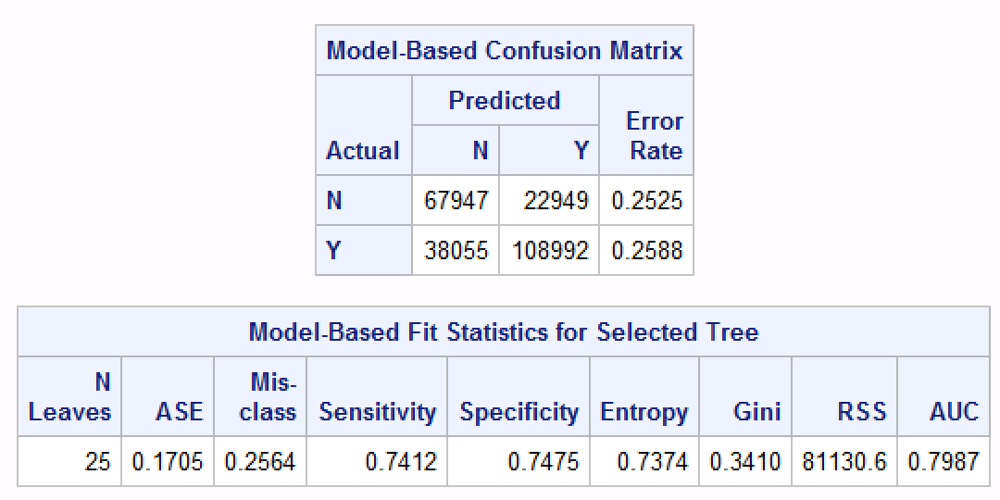 Model-Based Confusion Matrix
Predicted
Error
Actual N Y Rate
N 67947 22949 0.2525
Y 38055 108992 0.2588
Model-Based Fit Statistics for Selected Tree
N Mis-
Leaves ASE class Sensitivity Specificity Entropy Gini RSS AUC
25 0.1705 0.2564 0.7412 0.7475 0.7374 0.3410 81130.6 0.7987